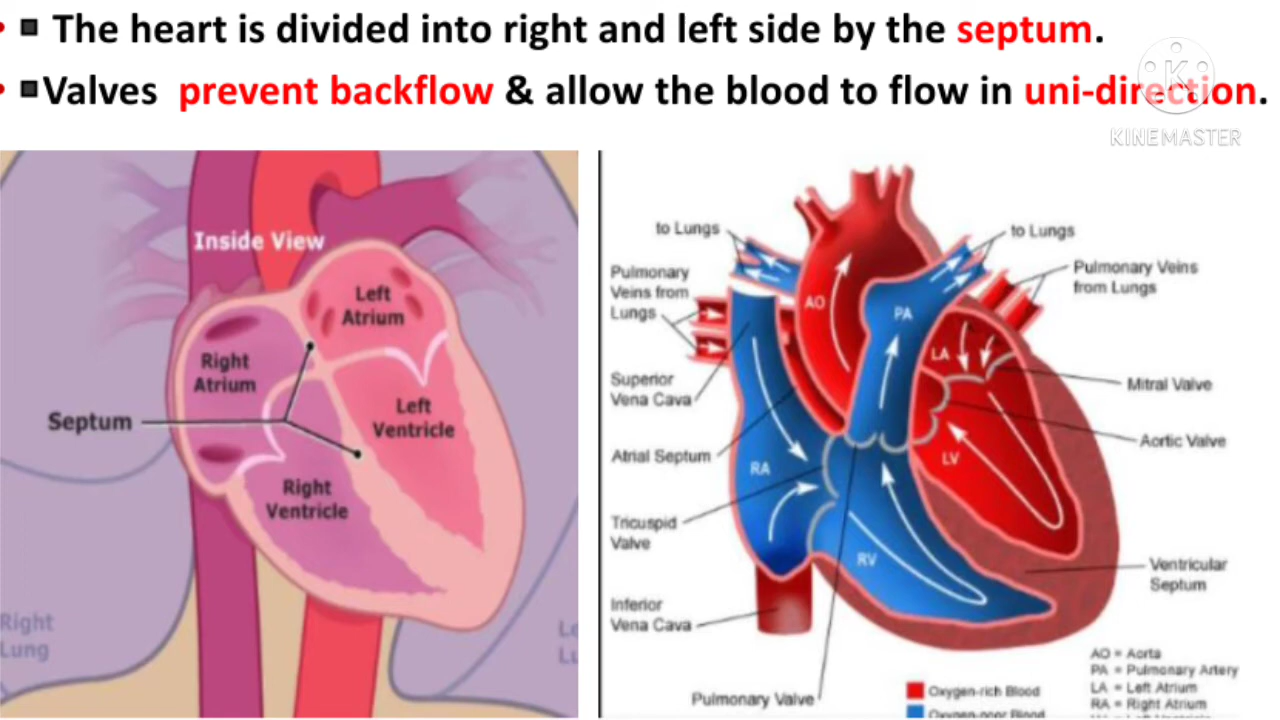 ▪ The heart is divided into right and left side by the septum.
▪Valves prevent backflow & allow the blood to flow in uni-direction.
K
KINEMASTER
Inside View
Left
Atrium
Right
Atrium
Septum
Left
Ventricle
Right
Ventricle
Right
Lung
to Lungs
to Lungs
Pulmonary
Veins from
Lungs
Pulmonary Veins
from Lungs
AO
PA
LA
Superior
Vena Cava
Mitral Valve
Atrial Septum
Aortic Valve
RA
LV
Tricuspid
Valve
RV
Ventricular
Septum
Inferior
Vena Cava
Pulmonary Valve
Oxygen-rich Blood
Oxygen-poor Blood
AO = Aorta
PA = Pulmonary Artery
LA = Left Atrium
RA = Right Atrium